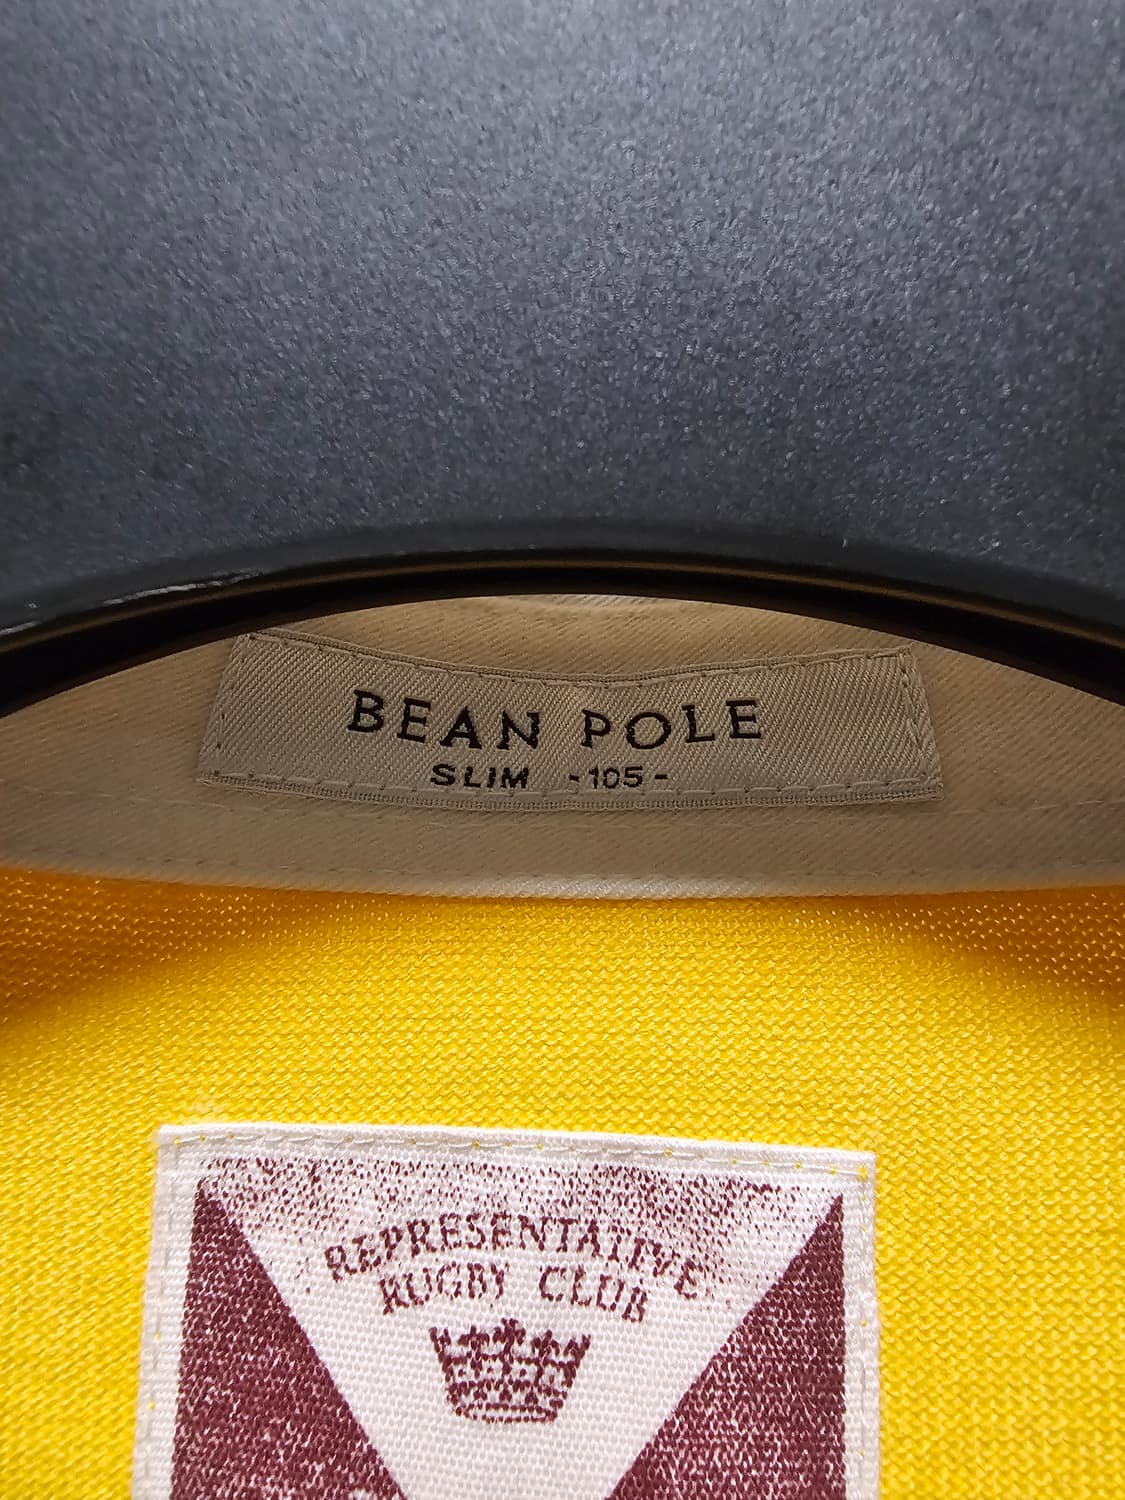 BEAN POLE
SLIM -105-
REPRESENTATIVE
RUGBY CLUB